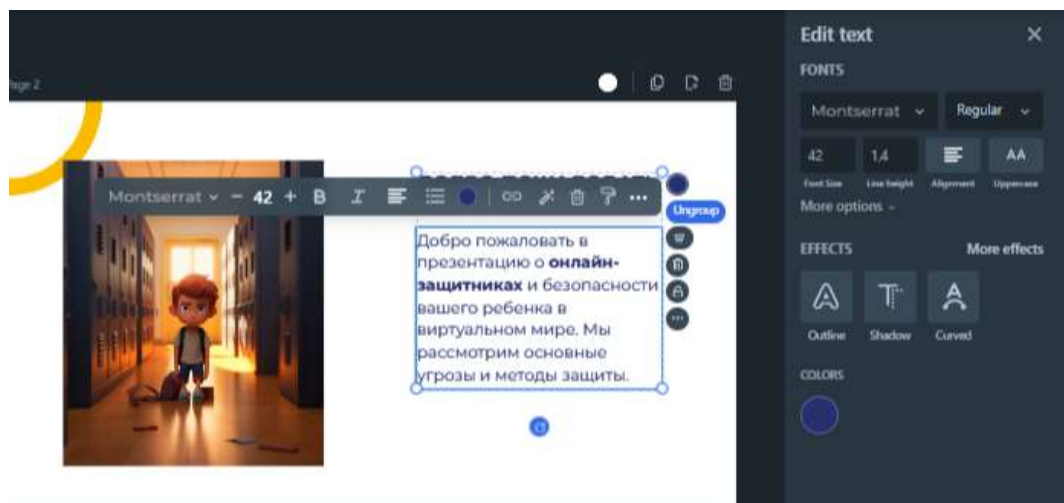 Edit text
FONTS
Page 2
Montserrat
Regular
42
1,4
AA
Font Size
Line height
Alignment
Uppercase
More options
Montserrat
− 42 + B I
Ungroup
Добро пожаловать в
презентацию о онлайн-
защитниках и безопасности
вашего ребенка в
виртуальном мире. Мы
рассмотрим основные
угрозы и методы защиты.
EFFECTS
More effects
Outline
Shadow
Curved
COLORS